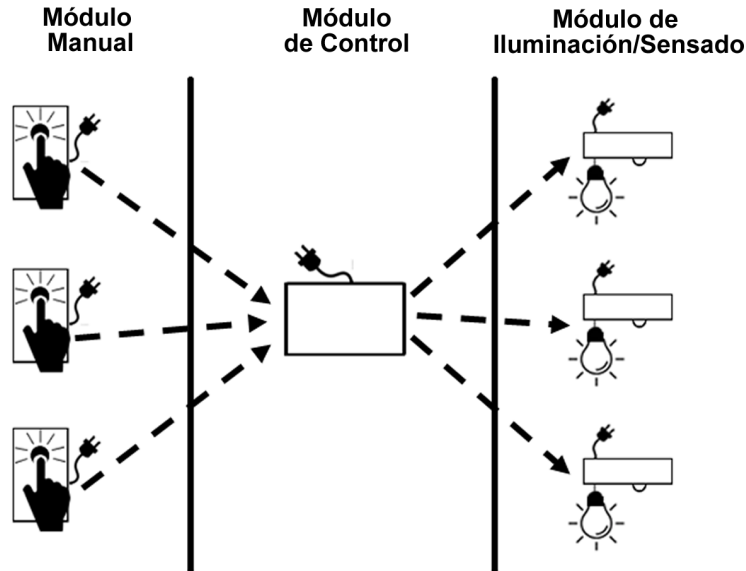 Módulo
Manual
Módulo
de Control
Módulo de
Iluminación/Sensado